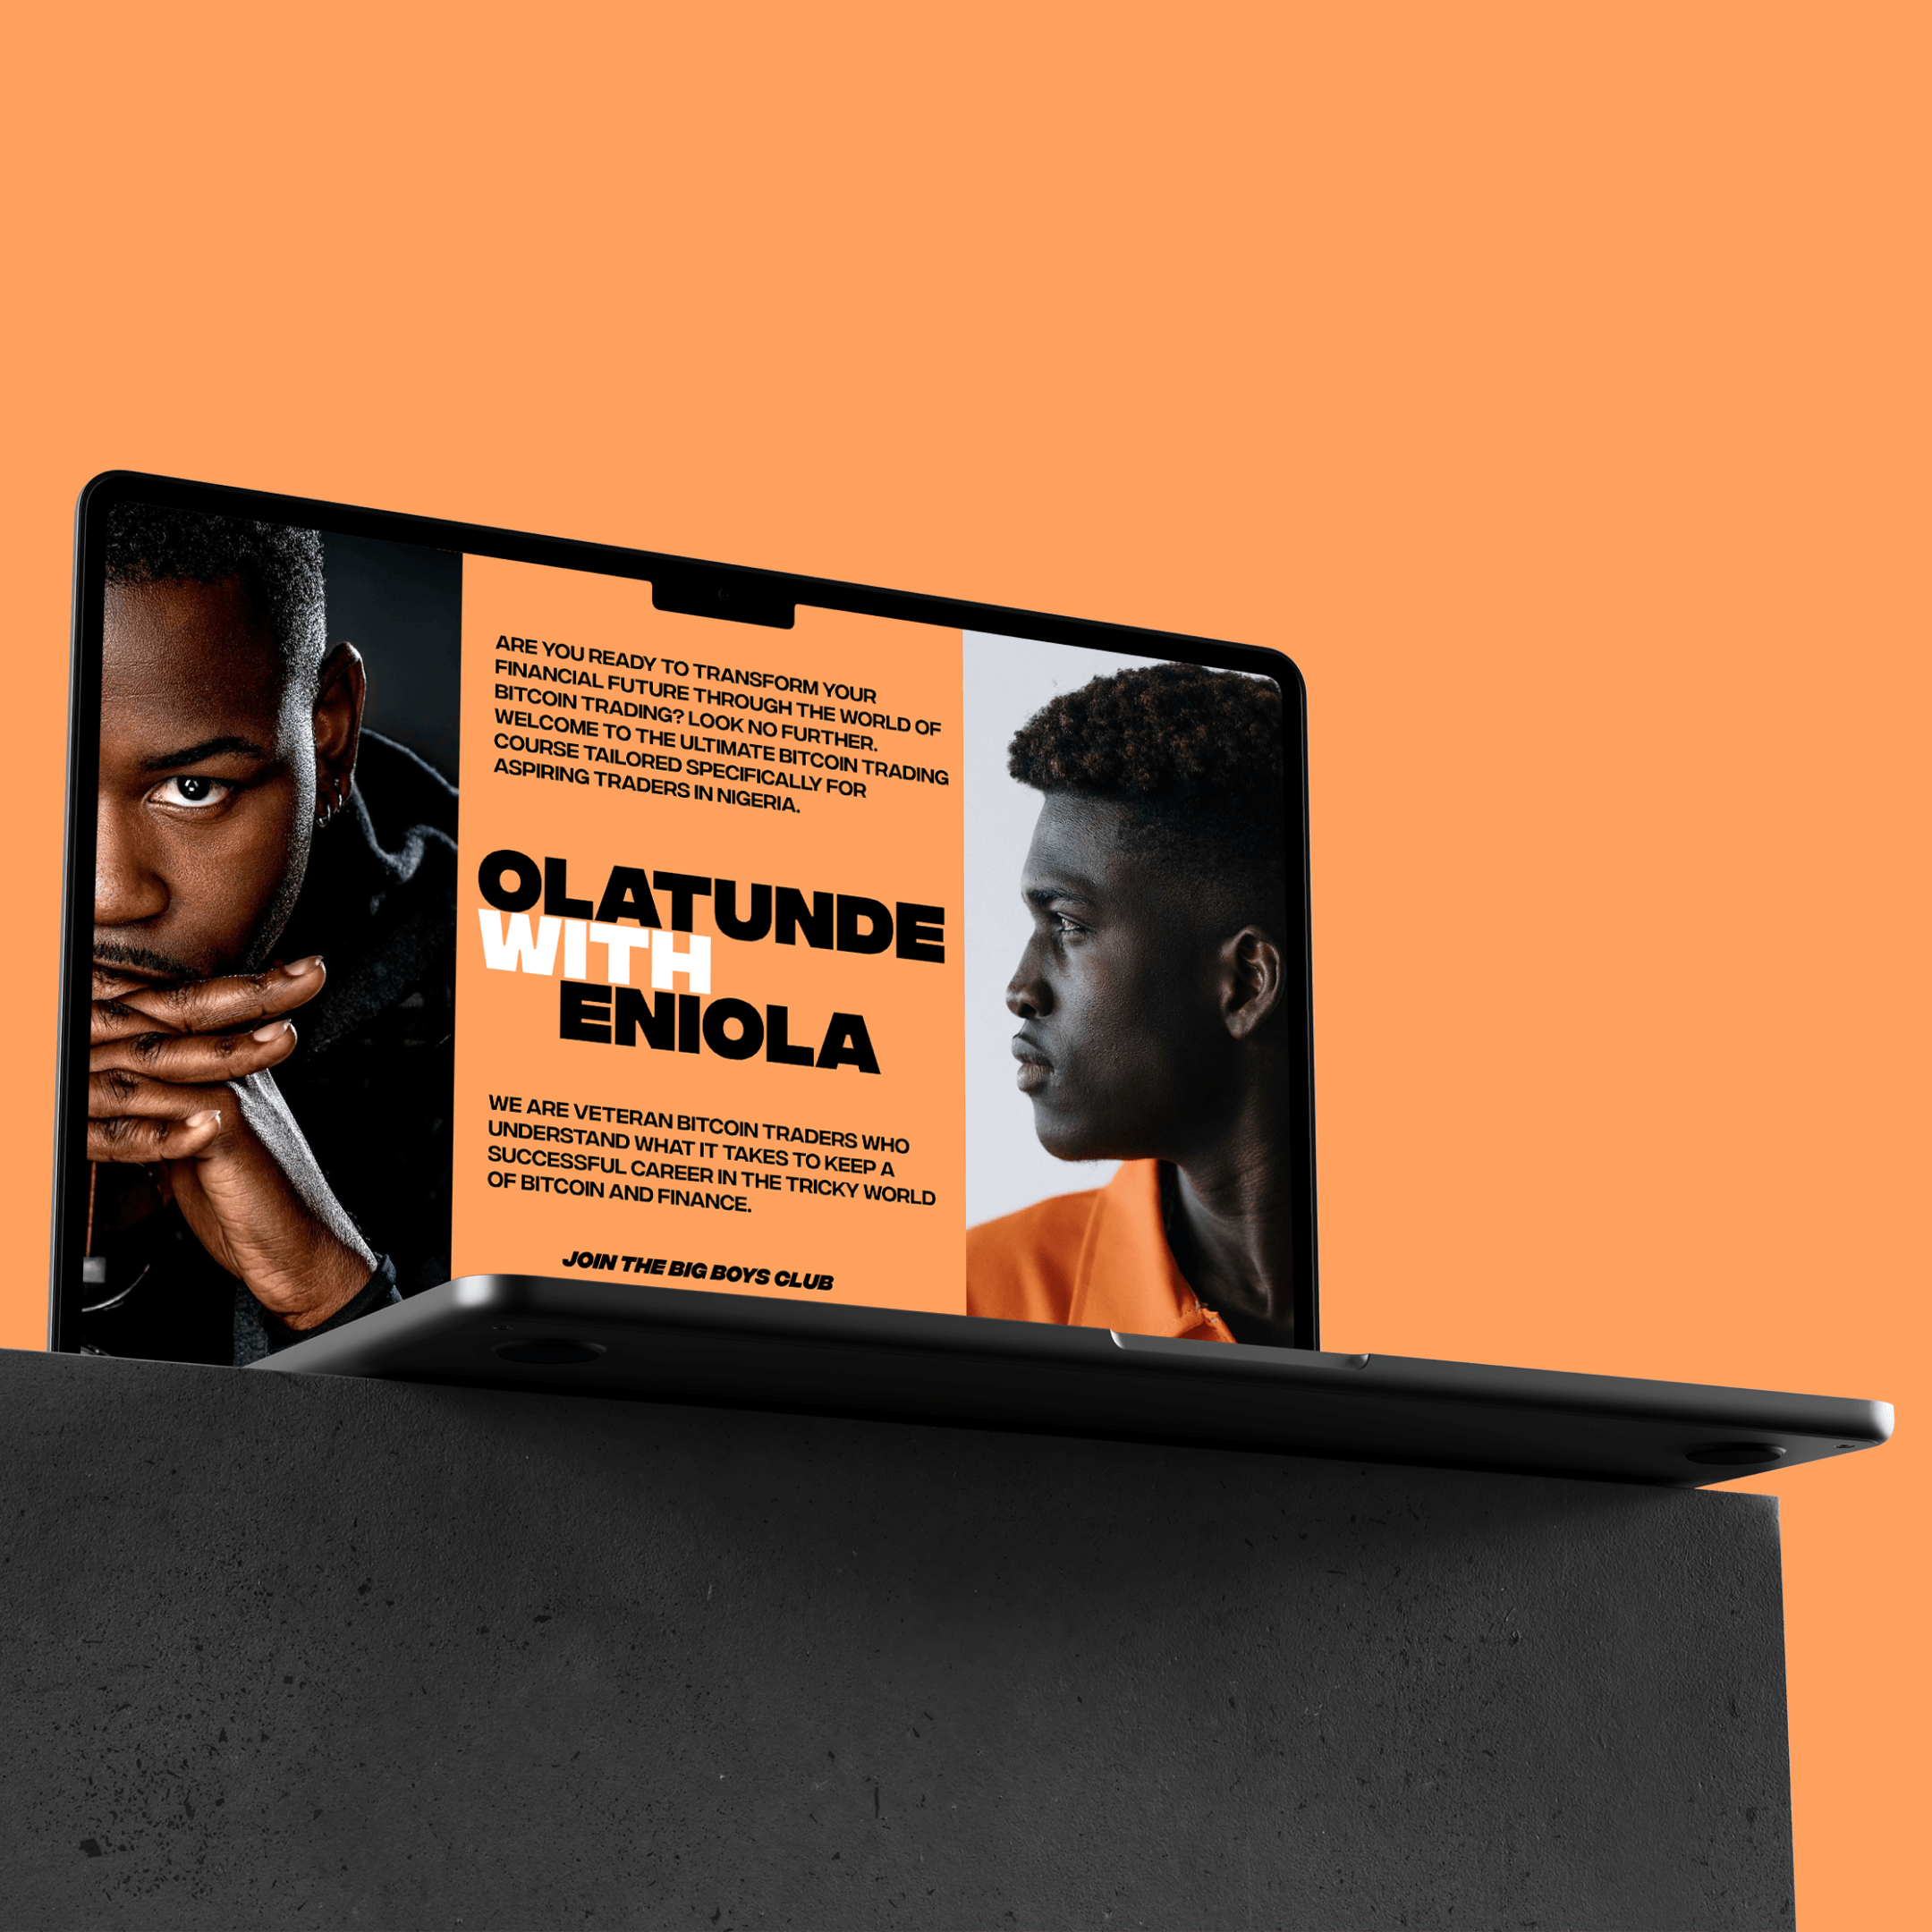 ARE YOU READY TO TRANSFORM YOUR
FINANCIAL FUTURE THROUGH THE WORLD OF
BITCOIN TRADING? LOOK NO FURTHER.
WELCOME TO THE ULTIMATE BITCOIN TRADING
COURSE TAILORED SPECIFICALLY FOR
ASPIRING TRADERS IN NIGERIA.
OLATUNDE
WITH
ENIOLA
WE ARE VETERAN BITCOIN TRADERS WHO
UNDERSTAND WHAT IT TAKES TO KEEP A
SUCCESSFUL CAREER IN THE TRICKY WORLD
OF BITCOIN AND FINANCE.
JOIN THE BIG BOYS CLUB